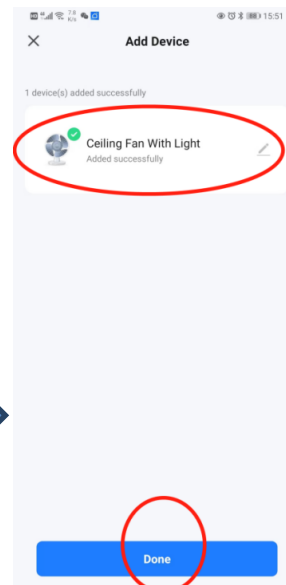 15:51
Add Device
1 device(s) added successfully
Ceiling Fan With Light
Added successfully
Done